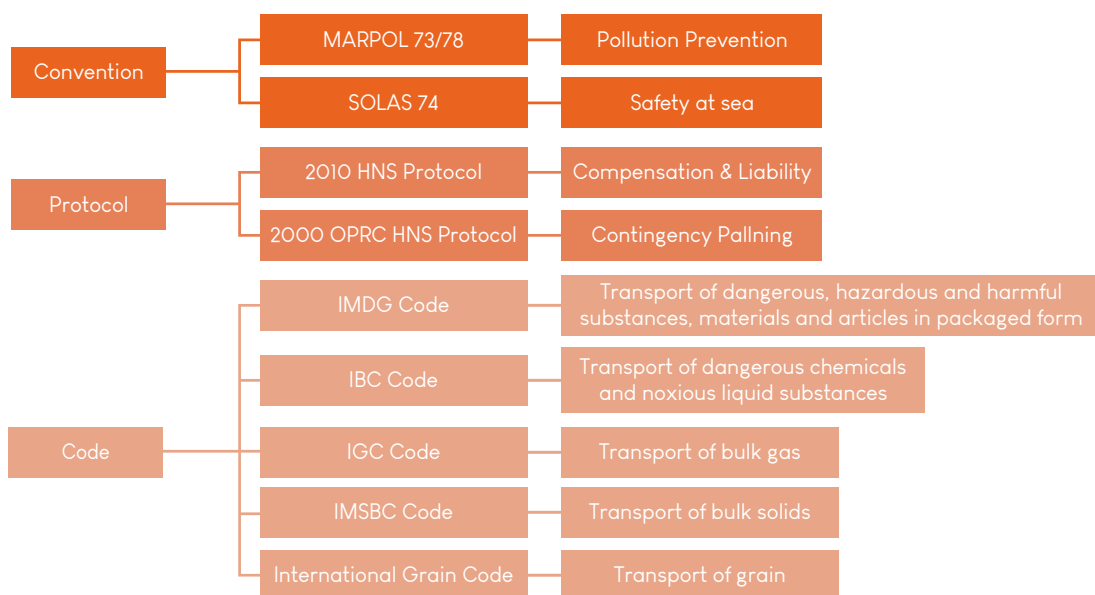 Convention
MARPOL 73/78
Pollution Prevention
SOLAS 74
Safety at sea
Protocol
2010 HNS Protocol
Compensation & Liability
2000 OPRC HNS Protocol
Contingency Pallning
Code
IMDG Code
Transport of dangerous, hazardous and harmful
substances, materials and articles in packaged form
IBC Code
Transport of dangerous chemicals
and noxious liquid substances
IGC Code
Transport of bulk gas
IMSBC Code
Transport of bulk solids
International Grain Code
Transport of grain